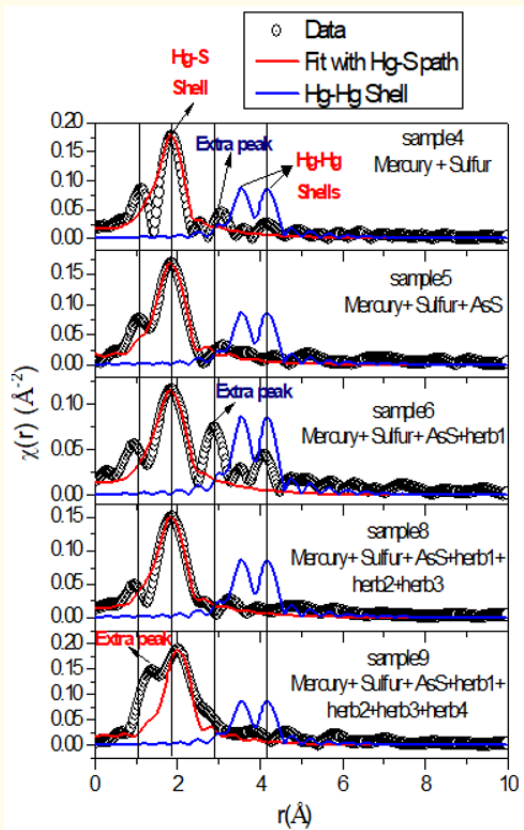 Data
Fit with Hg-S path
Hg-Hg Shell
Hg-S
Shell
0.20
0.15
0.10
0.05
0.00
Extra peak
Hg-Hg
Shells
sample4
Mercury + Sulfur
0.15
0.10
0.05
0.00
sample5
Mercury+ Sulfur + AsS
0.15
0.10
0.05
0.00
Extra peak
sample6
Mercury+ Sulfur+ AsS+herb1
0.15
0.10
0.05
0.00
sample8
Mercury+ Sulfur+ AsS+herb1+
herb2+herb3
0.20
0.15
0.10
0.05
0.00
Extra peak
sample9
Mercury+ Sulfur + AsS+herb1+
herb2+herb3+herb4
0 2 4 6 8 10
r(Å)
χ(r) (Å⁻²)